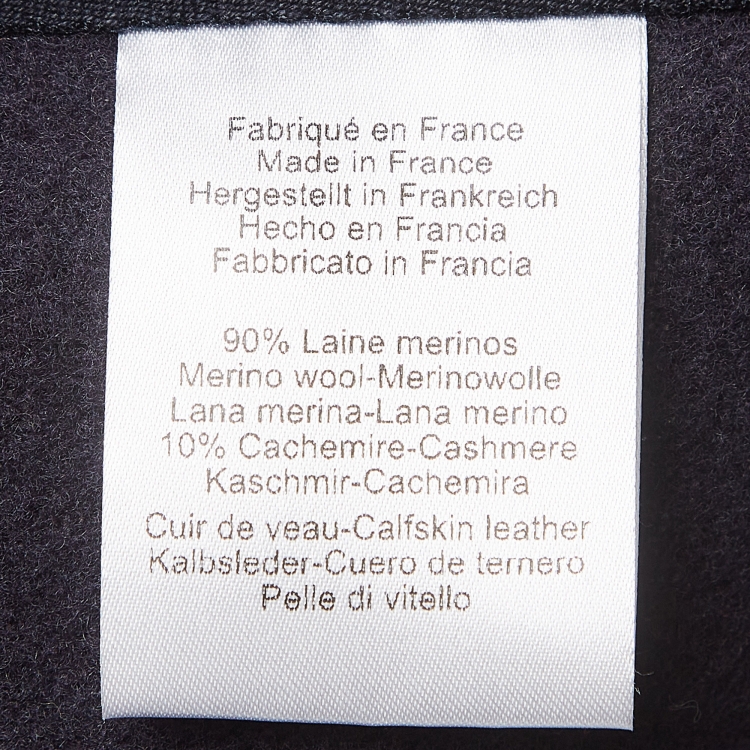 Fabriqué en France
Made in France
Hergestellt in Frankreich
Hecho en Francia
Fabbricato in Francia
90% Laine merinos
Merino wool-Merinowolle
Lana merina-Lana merino
10% Cachemire-Cashmere
Kaschmir-Cachemira
Cuir de veau-Calfskin leather
Kalbsleder-Cuero de ternero
Pelle di vitello